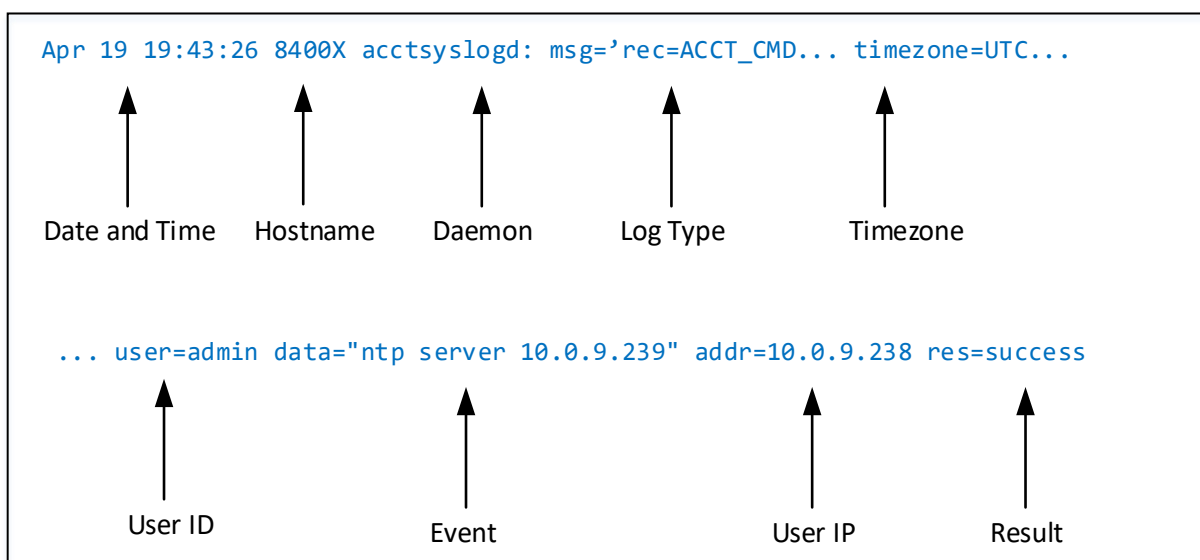 Apr 19 19:43:26 8400X acctsyslogd: msg=’rec=ACCT_CMD... timezone=UTC...
Date and Time Hostname Daemon Log Type Timezone
... user=admin data="ntp server 10.0.9.239" addr=10.0.9.238 res=success
User ID Event User IP Result